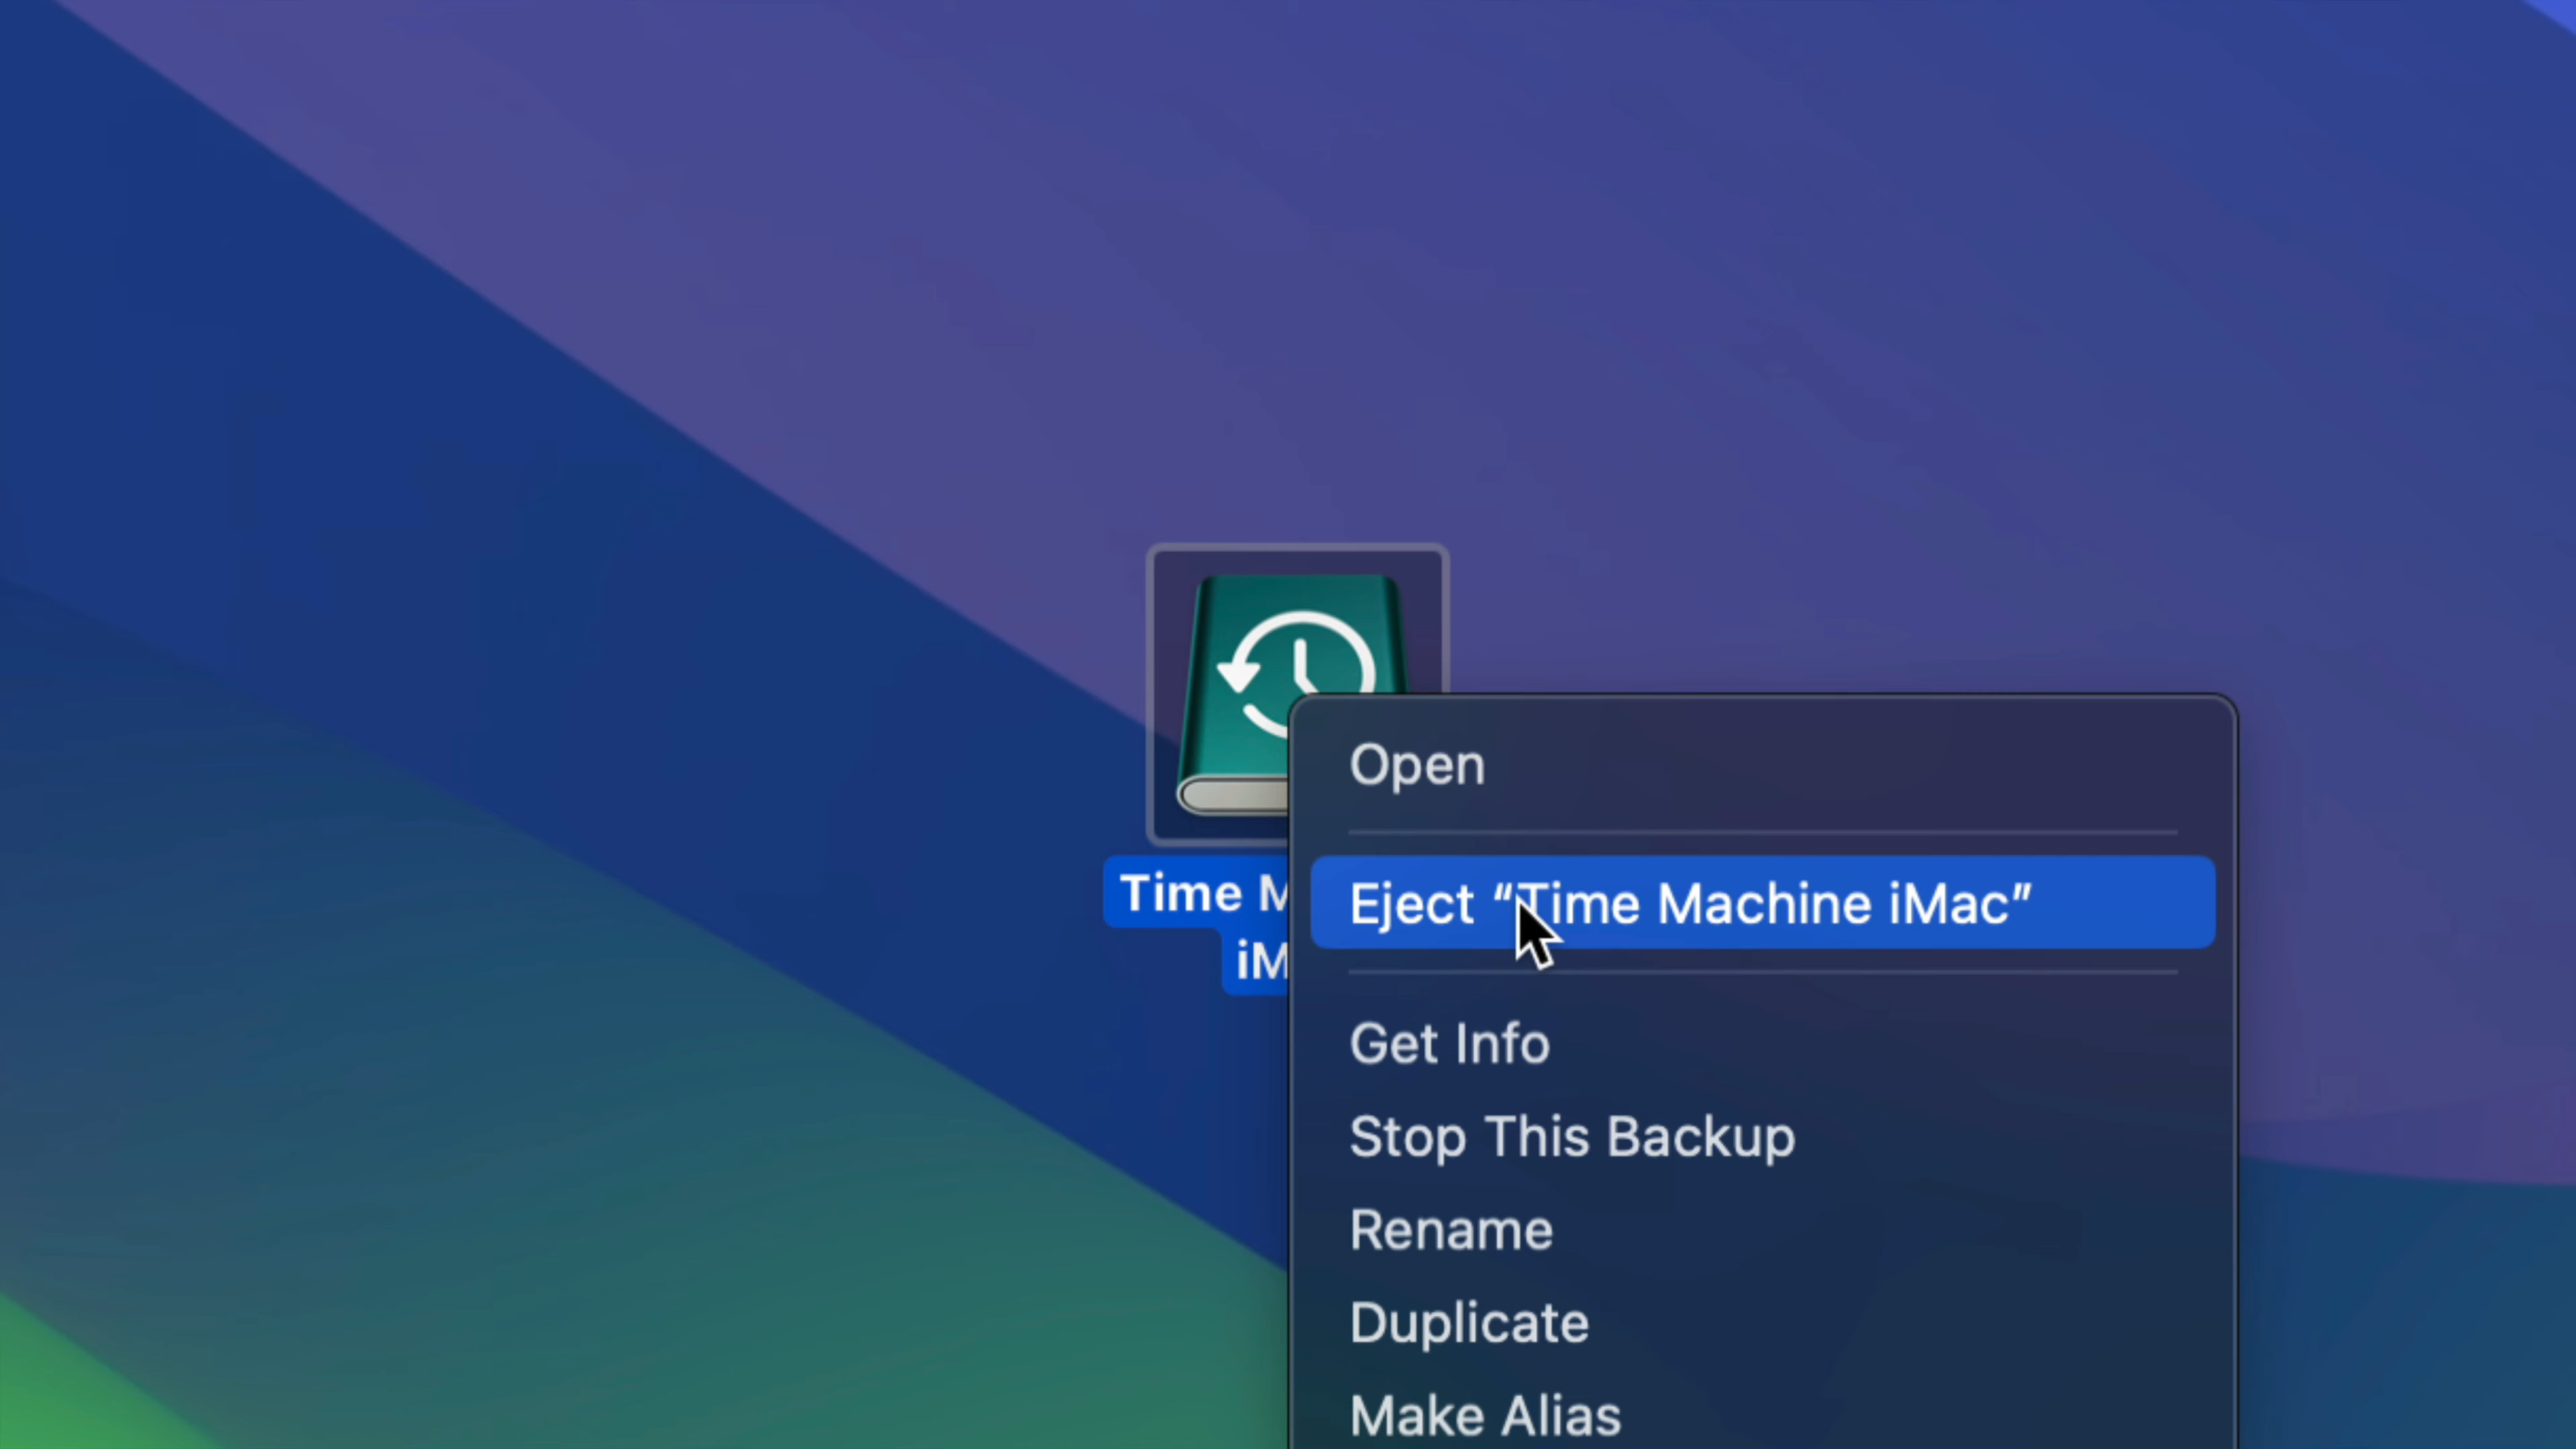 Open
Time M
Eject “Time Machine iMac”
iM
Get Info
Stop This Backup
Rename
Duplicate
Make Alias